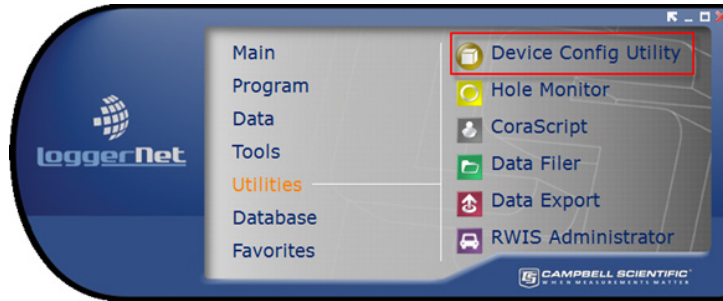 LoggerNet
Main
Program
Data
Tools
Utilities
Database
Favorites
Device Config Utility
Hole Monitor
CoraScript
Data Filer
Data Export
RWIS Administrator
CAMPBELL SCIENTIFIC
WHEN MEASUREMENTS MATTER